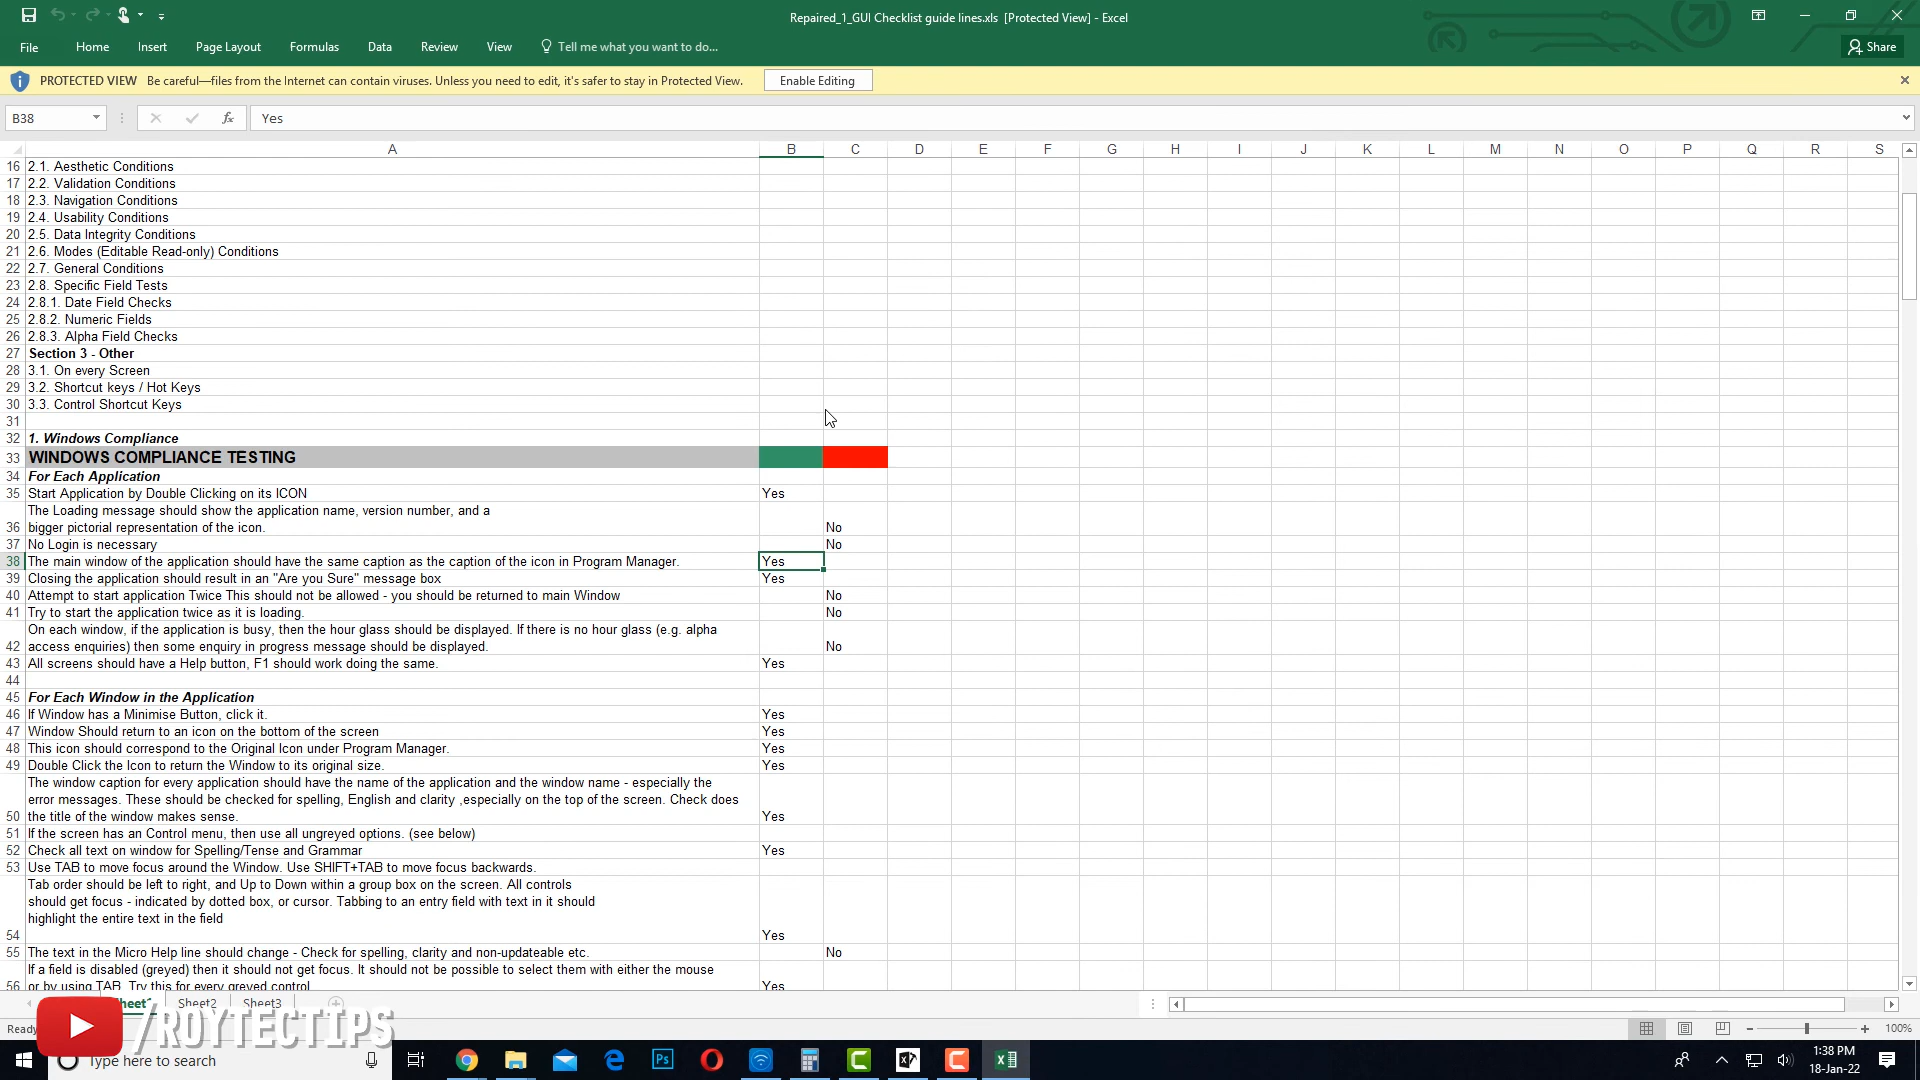 Repaired_1_GUI Checklist guide lines.xls  [Protected View] - Excel
File Home Insert Page Layout Formulas Data Review View Tell me what you want to do... Share
PROTECTED VIEW Be careful—files from the Internet can contain viruses. Unless you need to edit, it's safer to stay in Protected View. Enable Editing
B38 fx Yes
A B C D E F G H I J K L M N O P Q R S
16 2.1. Aesthetic Conditions
17 2.2. Validation Conditions
18 2.3. Navigation Conditions
19 2.4. Usability Conditions
20 2.5. Data Integrity Conditions
21 2.6. Modes (Editable Read-only) Conditions
22 2.7. General Conditions
23 2.8. Specific Field Tests
24 2.8.1. Date Field Checks
25 2.8.2. Numeric Fields
26 2.8.3. Alpha Field Checks
27 Section 3 - Other
28 3.1. On every Screen
29 3.2. Shortcut keys / Hot Keys
30 3.3. Control Shortcut Keys
31
32 1. Windows Compliance
33 WINDOWS COMPLIANCE TESTING
34 For Each Application
35 Start Application by Double Clicking on its ICON Yes
The Loading message should show the application name, version number, and a
36 bigger pictorial representation of the icon. No
37 No Login is necessary No
38 The main window of the application should have the same caption as the caption of the icon in Program Manager. Yes
39 Closing the application should result in an "Are you Sure" message box Yes
40 Attempt to start application Twice This should not be allowed - you should be returned to main Window No
41 Try to start the application twice as it is loading. No
On each window, if the application is busy, then the hour glass should be displayed. If there is no hour glass (e.g. alpha
42 access enquiries) then some enquiry in progress message should be displayed. No
43 All screens should have a Help button, F1 should work doing the same. Yes
44
45 For Each Window in the Application
46 If Window has a Minimise Button, click it. Yes
47 Window Should return to an icon on the bottom of the screen Yes
48 This icon should correspond to the Original Icon under Program Manager. Yes
49 Double Click the Icon to return the Window to its original size. Yes
The window caption for every application should have the name of the application and the window name - especially the
error messages. These should be checked for spelling, English and clarity ,especially on the top of the screen. Check does
50 the title of the window makes sense. Yes
51 If the screen has an Control menu, then use all ungreyed options. (see below)
52 Check all text on window for Spelling/Tense and Grammar Yes
53 Use TAB to move focus around the Window. Use SHIFT+TAB to move focus backwards.
Tab order should be left to right, and Up to Down within a group box on the screen. All controls
should get focus - indicated by dotted box, or cursor. Tabbing to an entry field with text in it should
highlight the entire text in the field
54 Yes
55 The text in the Micro Help line should change - Check for spelling, clarity and non-updateable etc. No
If a field is disabled (greyed) then it should not get focus. It should not be possible to select them with either the mouse
56 or by using TAB. Try this for every greyed control. Yes
Sheet1 Sheet2 Sheet3
/ROYTECTIPS
Ready 100%
Type here to search Ps
1:38 PM
18-Jan-22